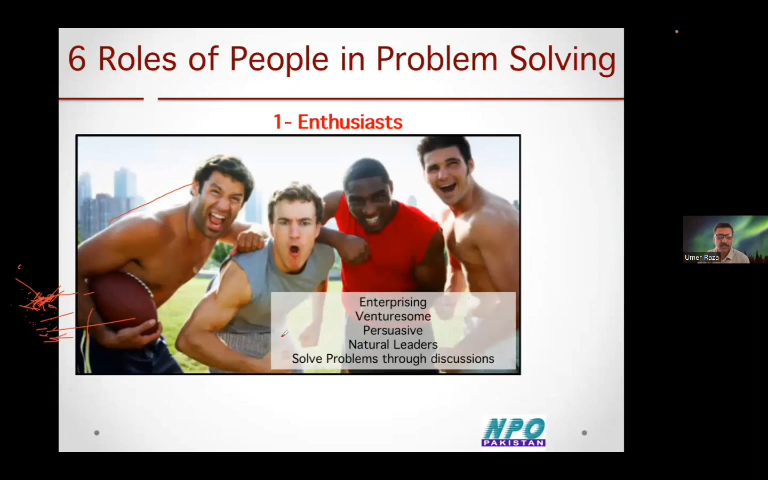 6 Roles of People in Problem Solving
1- Enthusiasts
Enterprising
Venturesome
Persuasive
Natural Leaders
Solve Problems through discussions
Umer Raza
NPO
PAKISTAN